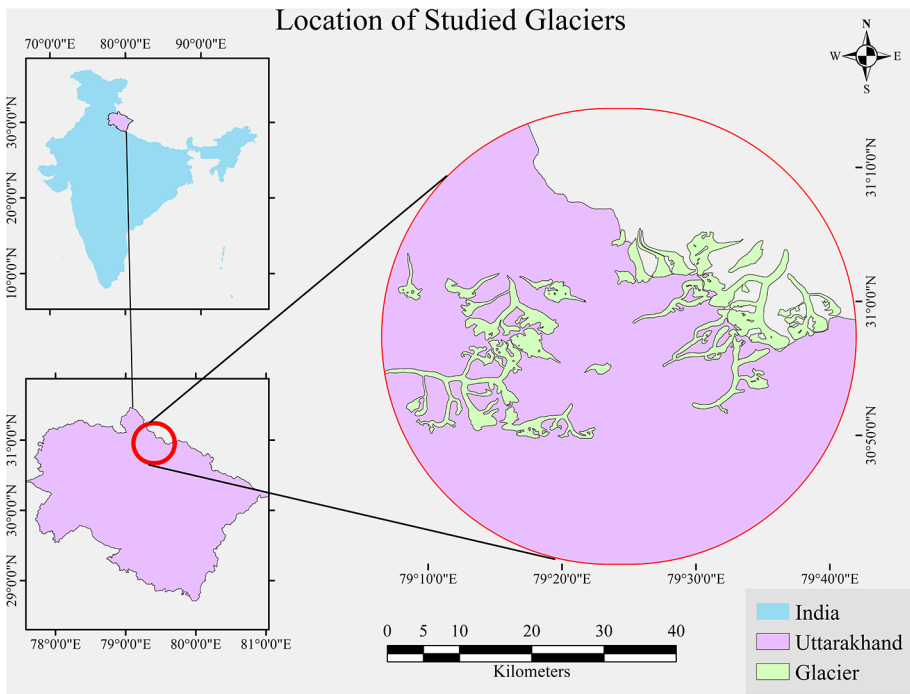 Location of Studied Glaciers
N
W E
S
70°0'0"E 80°0'0"E 90°0'0"E
30°0'0"N
20°0'0"N
10°0'0"N
31°10'0"N
31°0'0"N
30°50'0"N
31°0'0"N
30°0'0"N
29°0'0"N
78°0'0"E 79°0'0"E 80°0'0"E 81°0'0"E
79°10'0"E 79°20'0"E 79°30'0"E 79°40'0"E
0 5 10 20 30 40
Kilometers
India
Uttarakhand
Glacier